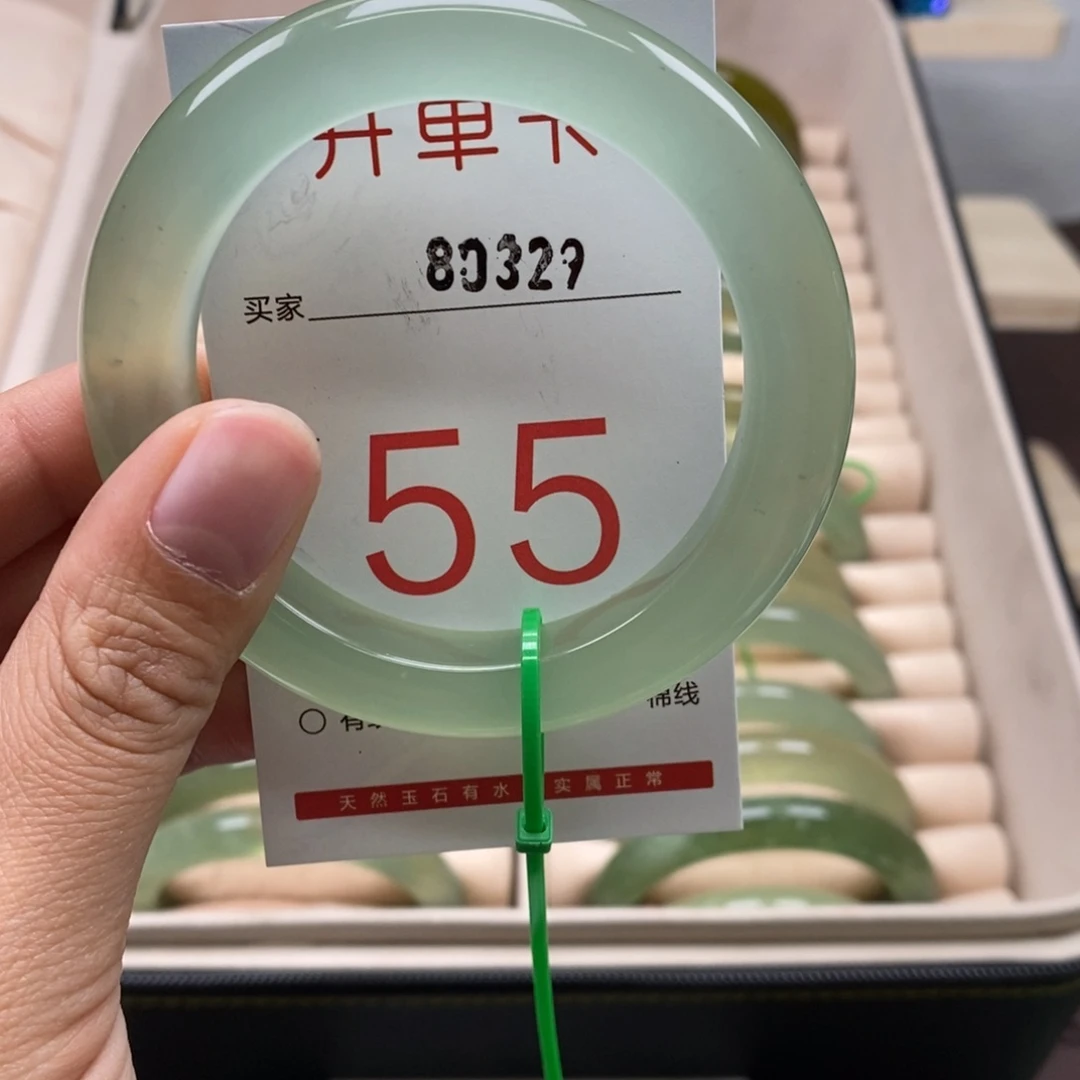 开单卡
80329
买家
55
棉线
天然玉石有水 实属正常